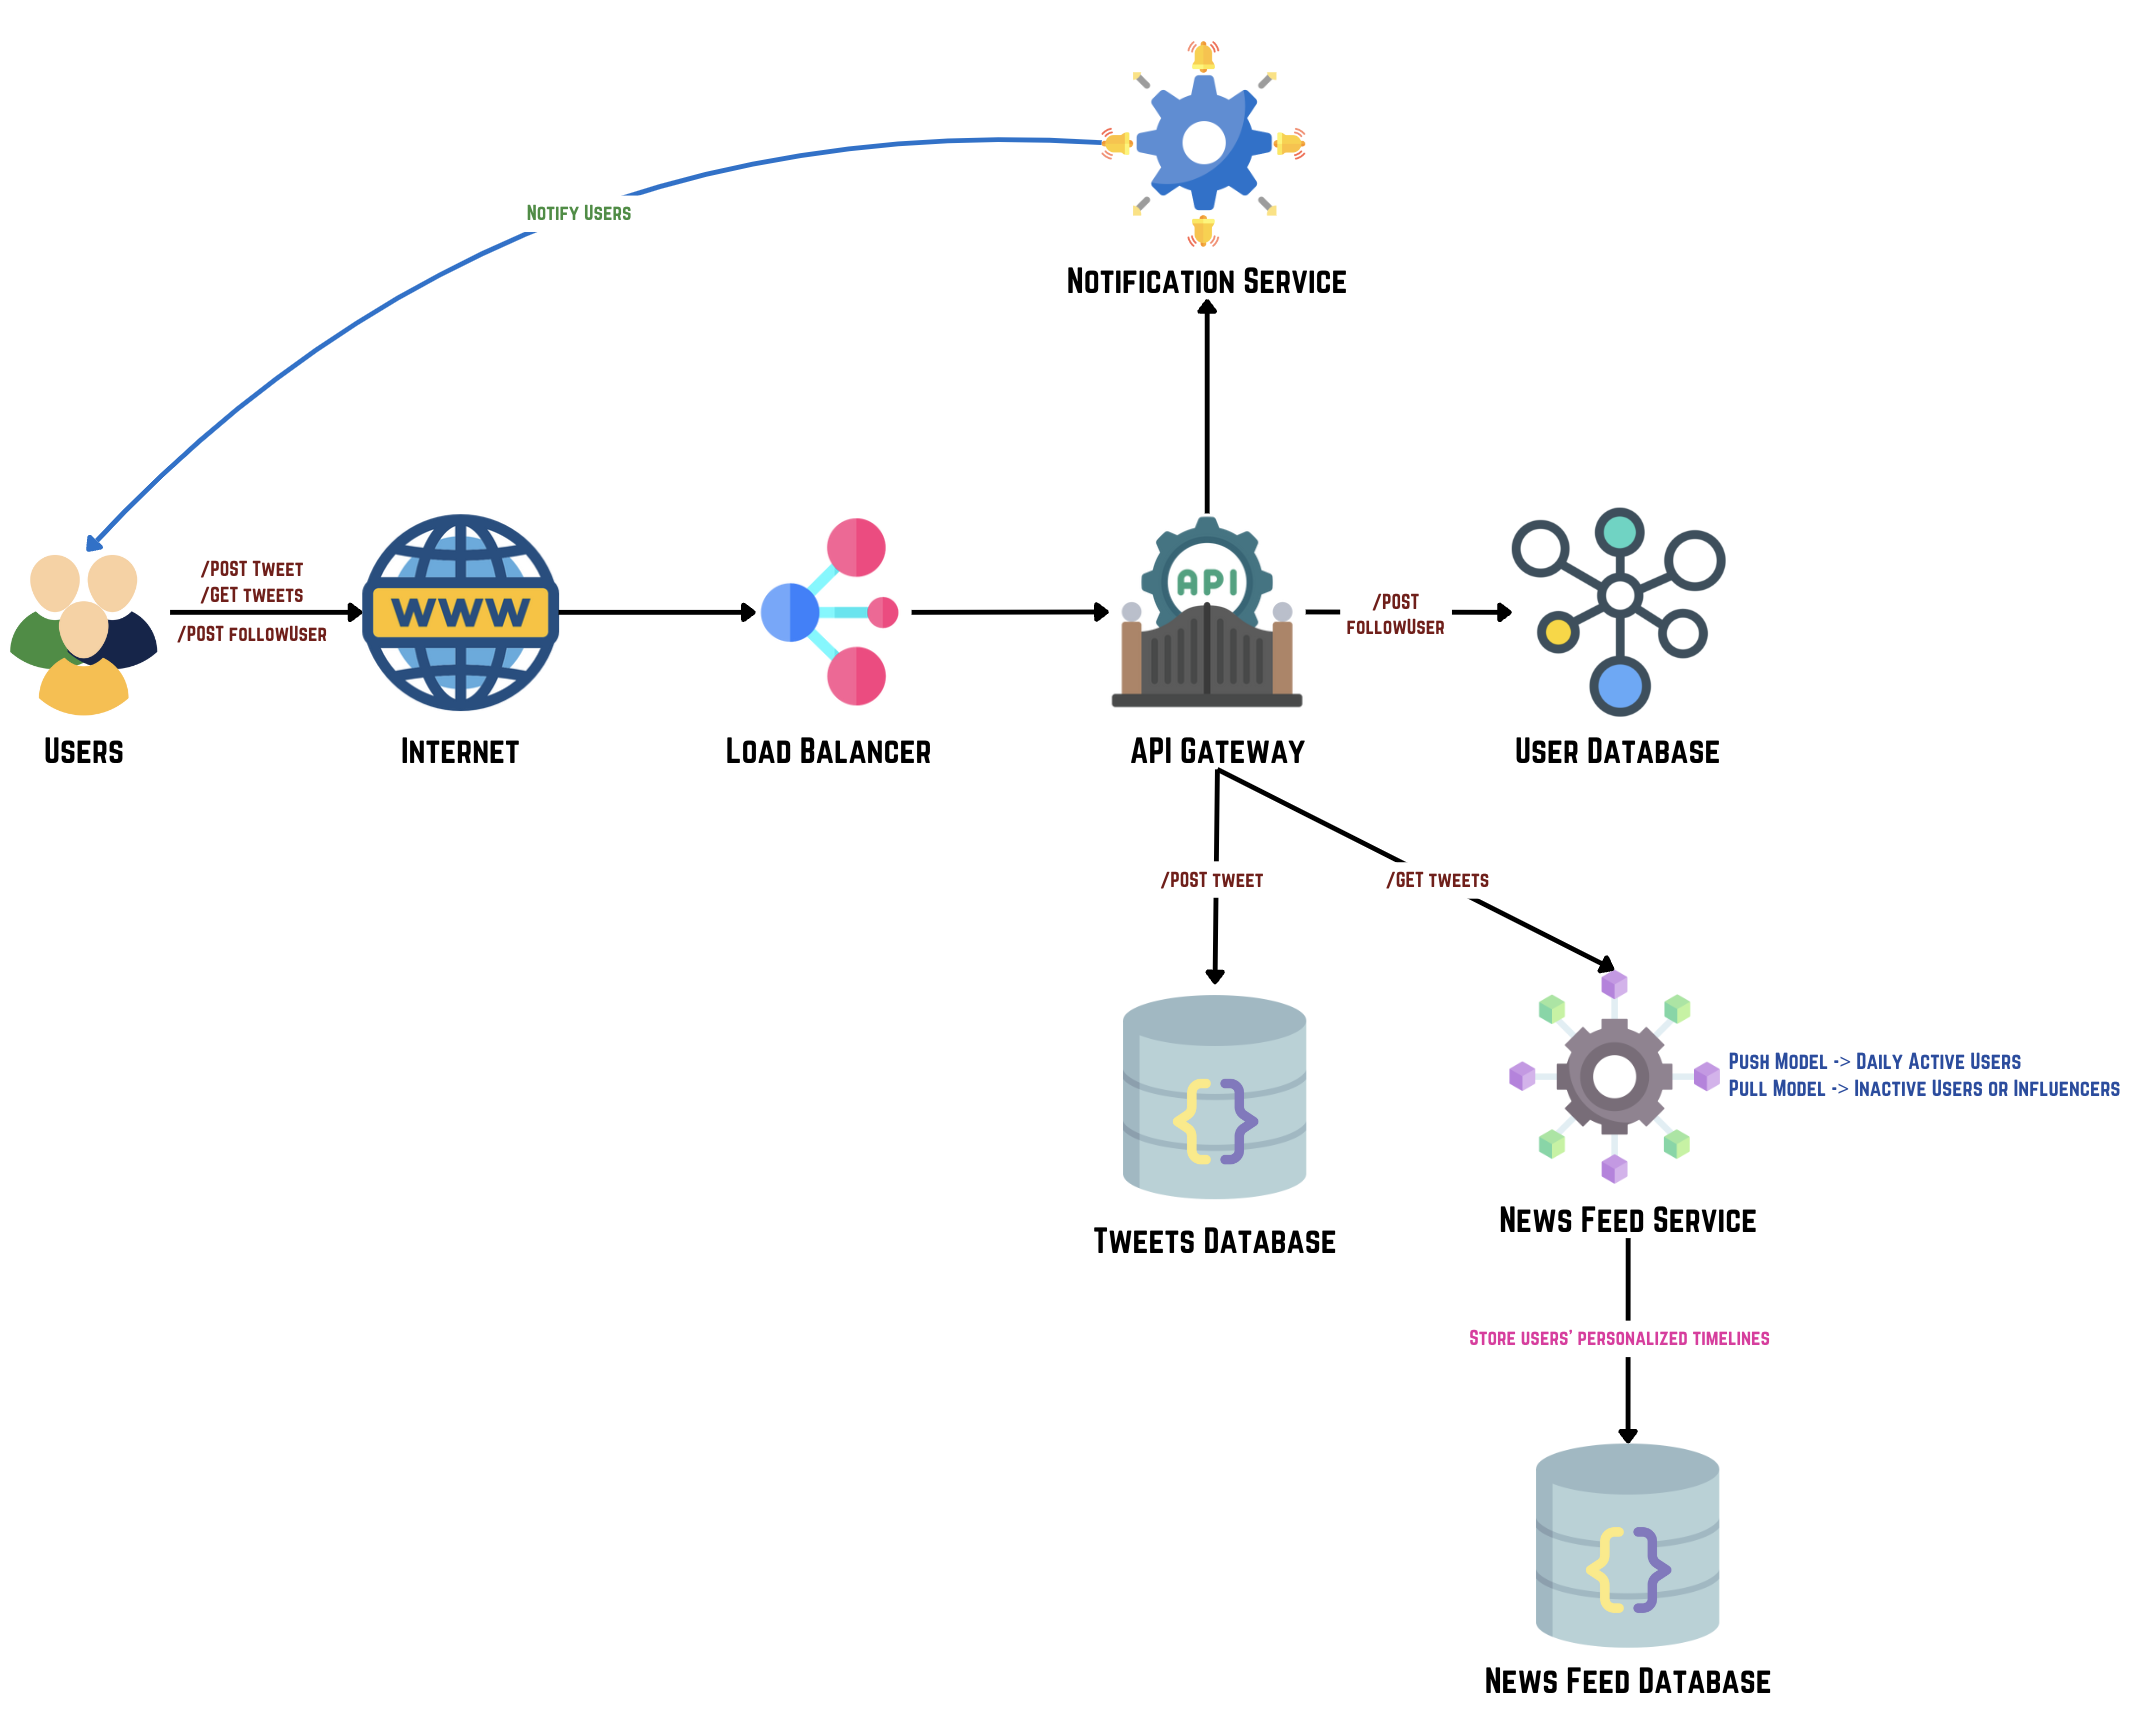 Notification Service
Notify Users
/POST Tweet
/GET tweets
/POST followUser
www
API
/POST
followUser
Users
Internet
Load Balancer
API Gateway
User Database
/POST tweet
/GET tweets
Push Model -> Daily Active Users
Pull Model -> Inactive Users or Influencers
{ }
Tweets Database
News Feed Service
Store users' personalized timelines
{ }
News Feed Database